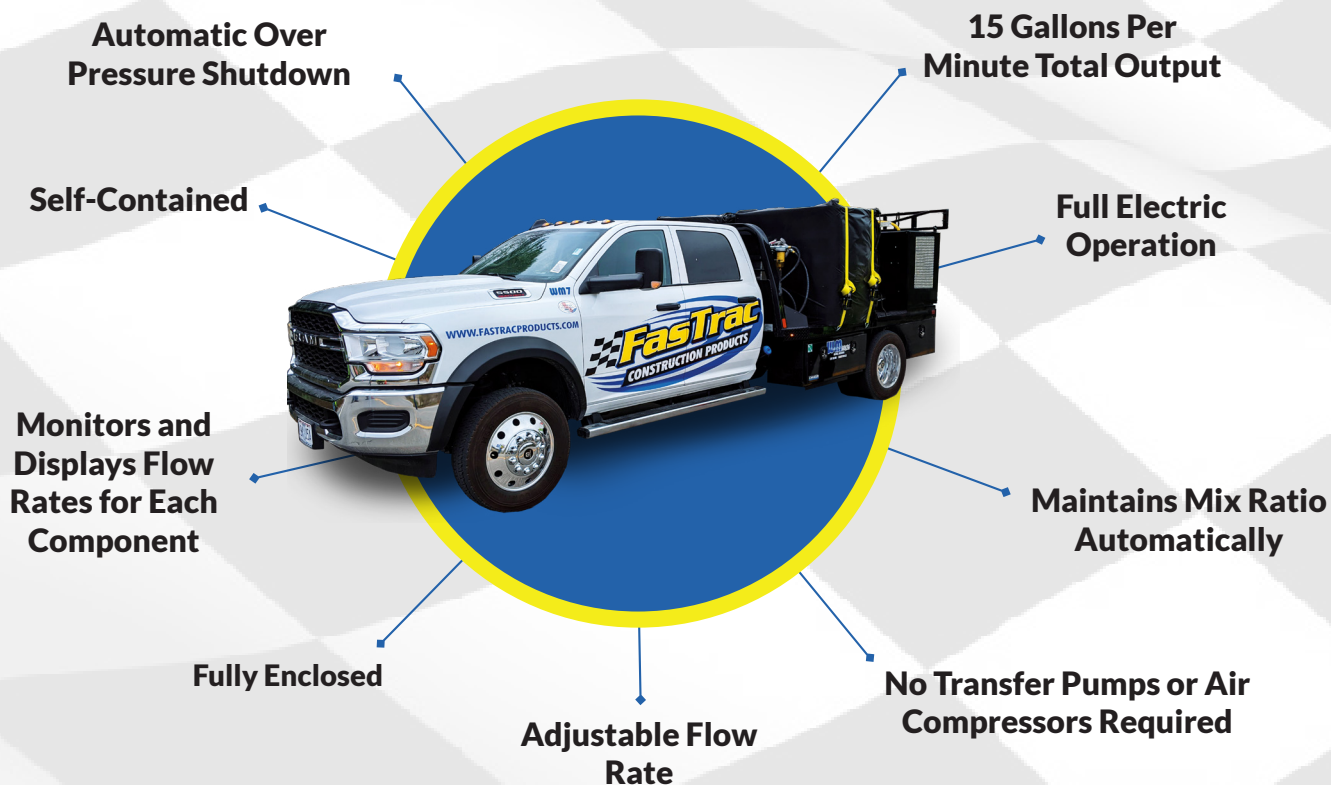 Automatic Over
Pressure Shutdown
15 Gallons Per
Minute Total Output
Self-Contained
Full Electric
Operation
5500
WM7
WWW.FASTRACPRODUCTS.COM
FasTrac
CONSTRUCTION PRODUCTS
Monitors and
Displays Flow
Rates for Each
Component
Maintains Mix Ratio
Automatically
Fully Enclosed
No Transfer Pumps or Air
Compressors Required
Adjustable Flow
Rate